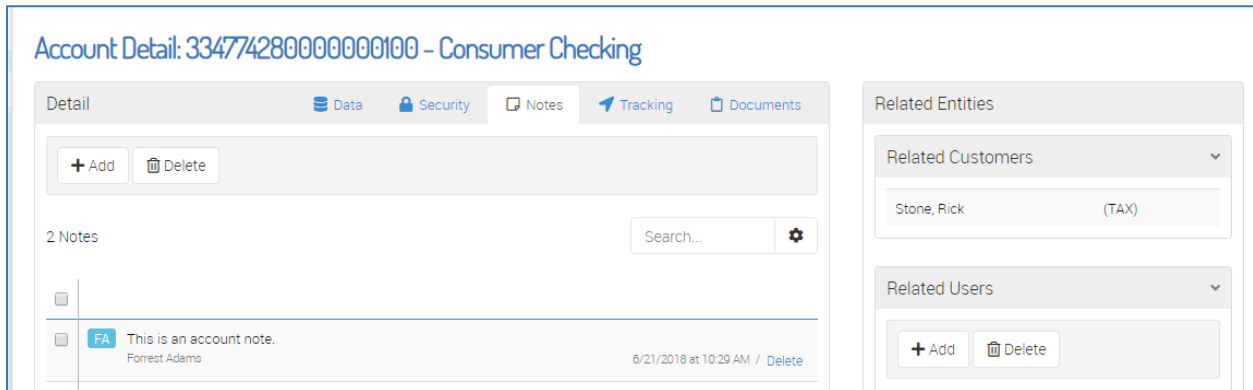 Account Detail: 334774280000000100 - Consumer Checking
Detail
Data
Security
Notes
Tracking
Documents
Add
Delete
2 Notes
Search...
FA
This is an account note.
Forrest Adams
6/21/2018 at 10:29 AM / Delete
Related Entities
Related Customers
Stone, Rick (TAX)
Related Users
Add
Delete